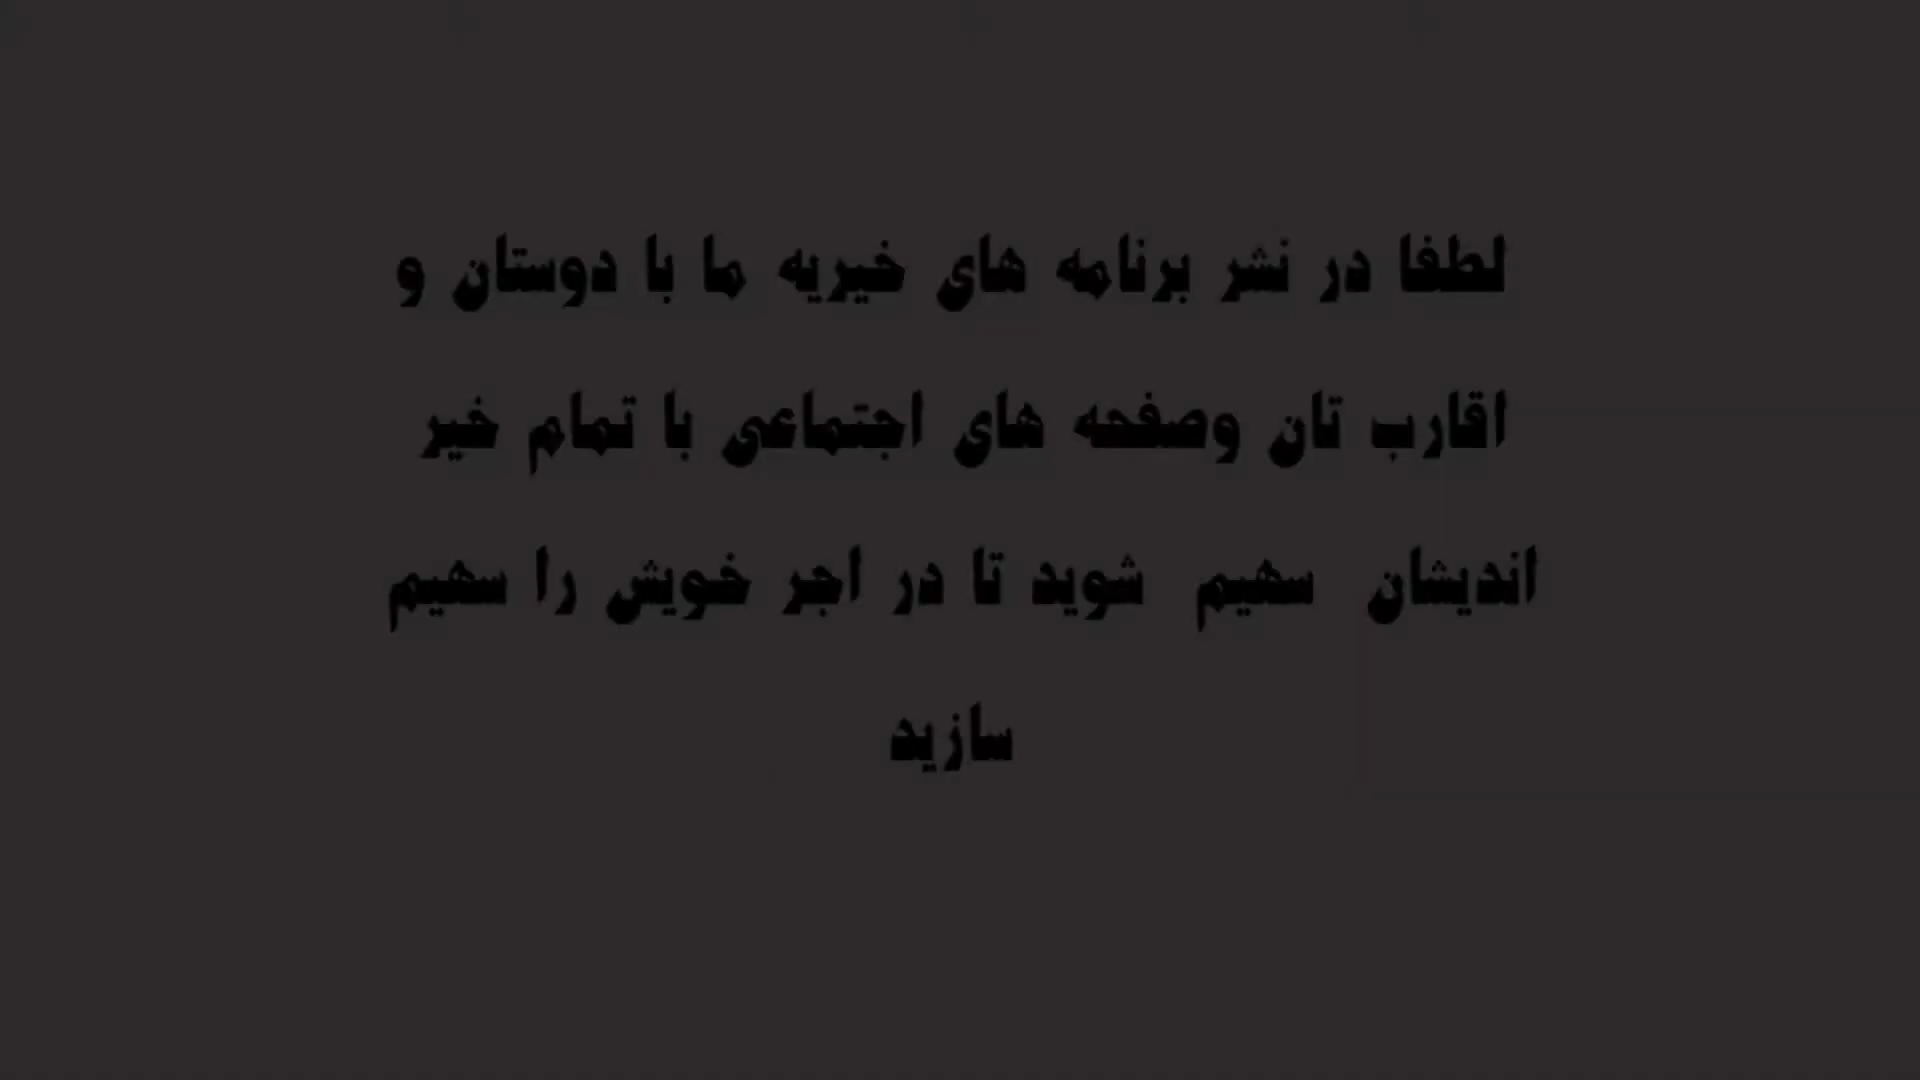 لطفا در نشر برنامه های خیریه ما با دوستان و
اقارب تان وصفحه های اجتماعی با تمام خیر
اندیشان سهیم شوید تا در اجر خویش را سهیم
سازید